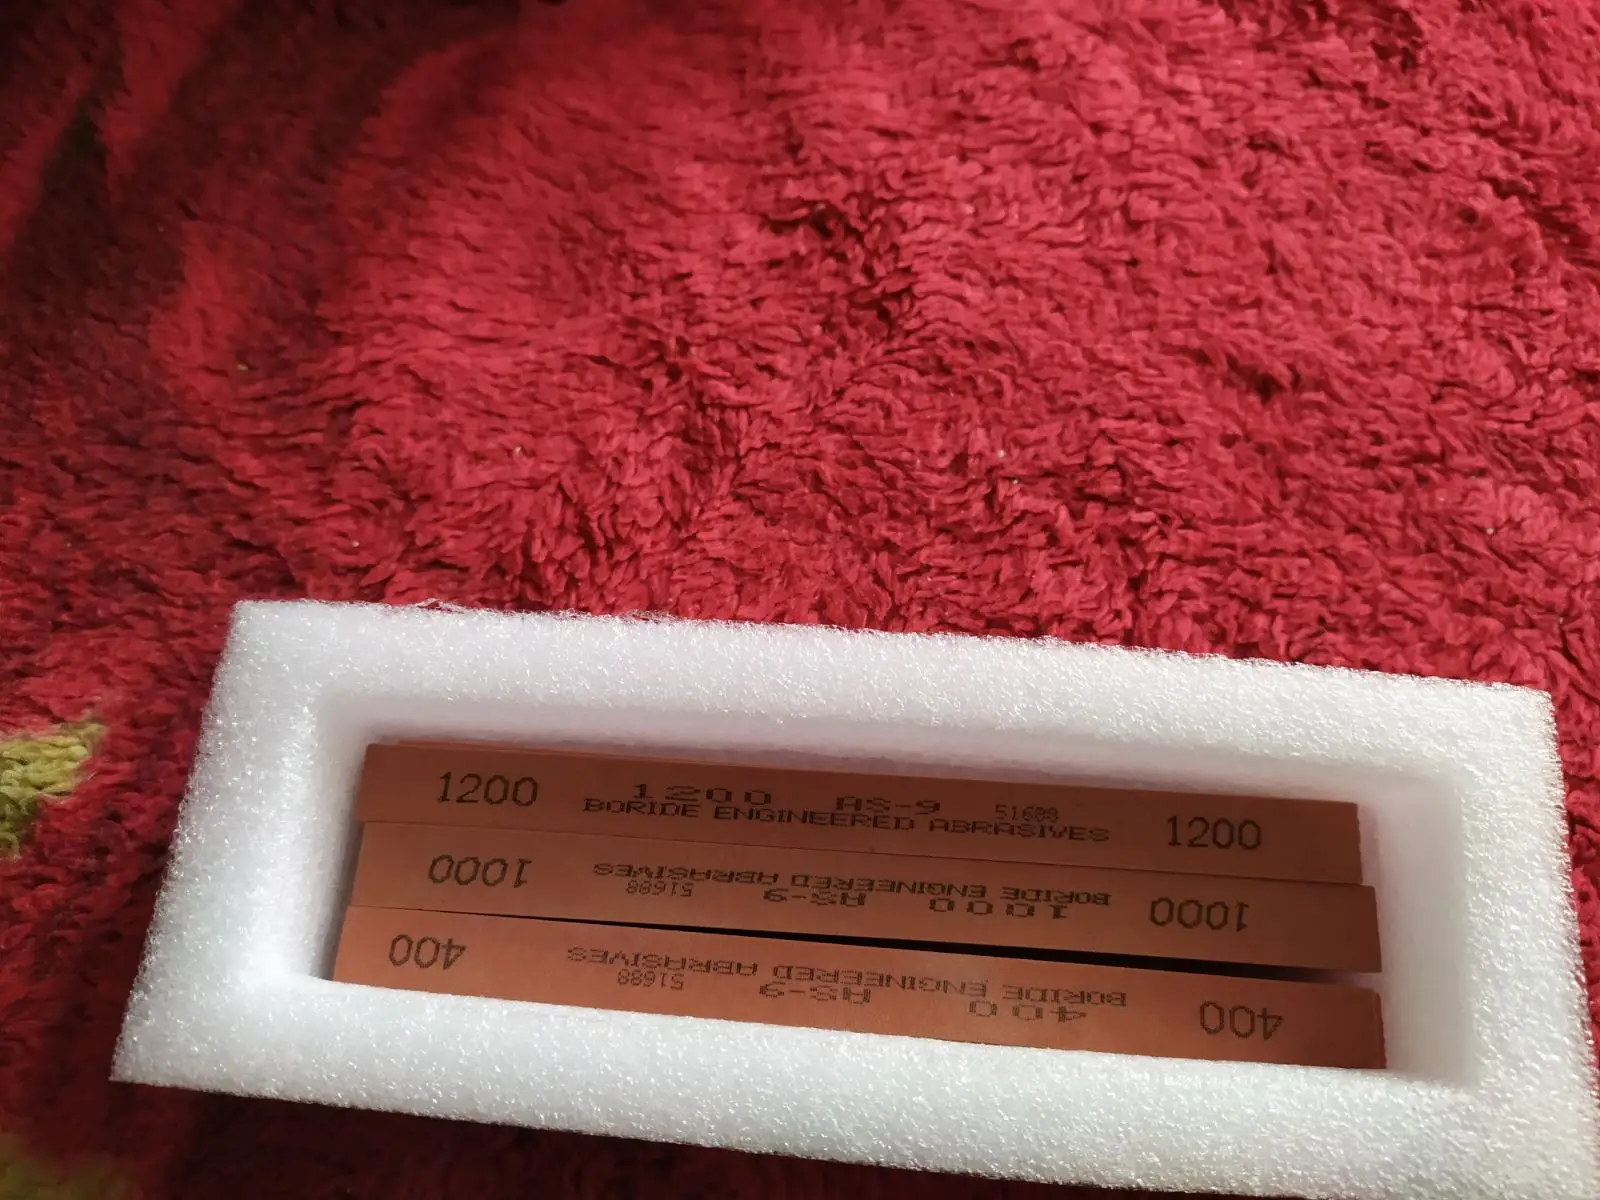 1200 1200 AS-9 51688 1200
BORIDE ENGINEERED ABRASIVES
1000 1000 AS-9 51688 1000
BORIDE ENGINEERED ABRASIVES
400 400 AS-9 51688 400
BORIDE ENGINEERED ABRASIVES